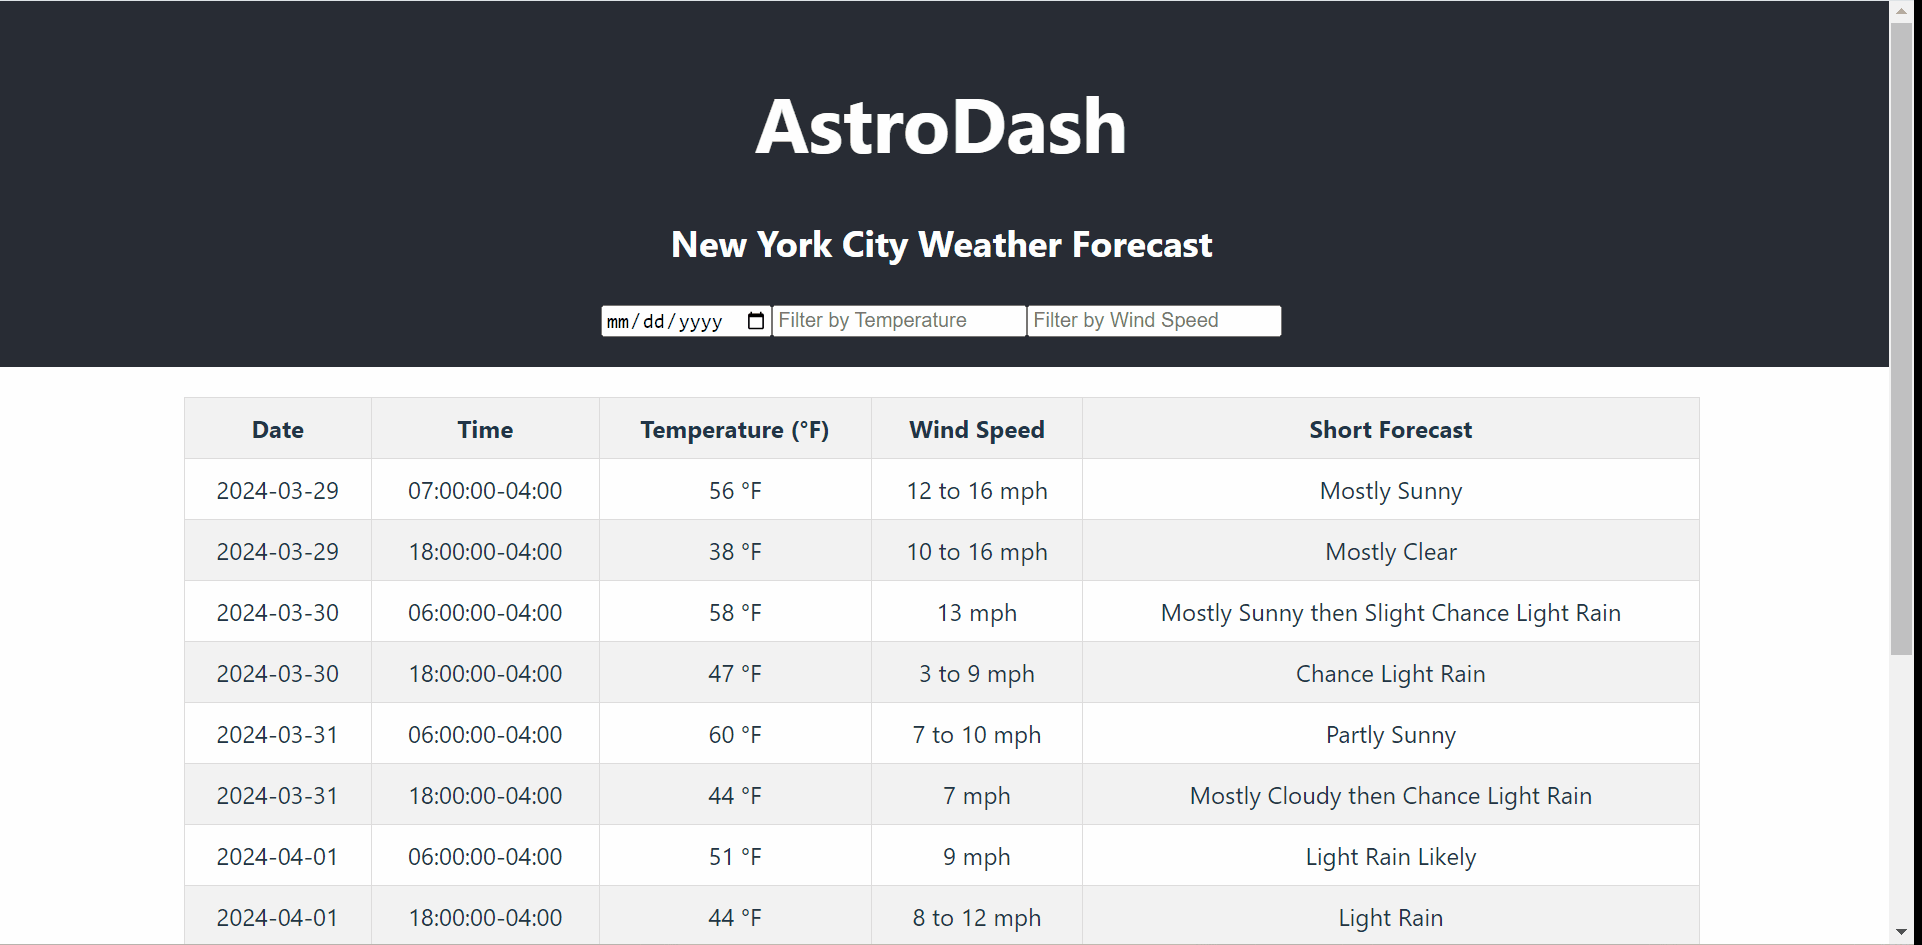 AstroDash
New York City Weather Forecast
mm/dd/yyyy Filter by Temperature Filter by Wind Speed
Date Time Temperature (°F) Wind Speed Short Forecast
2024-03-29 07:00:00-04:00 56 °F 12 to 16 mph Mostly Sunny
2024-03-29 18:00:00-04:00 38 °F 10 to 16 mph Mostly Clear
2024-03-30 06:00:00-04:00 58 °F 13 mph Mostly Sunny then Slight Chance Light Rain
2024-03-30 18:00:00-04:00 47 °F 3 to 9 mph Chance Light Rain
2024-03-31 06:00:00-04:00 60 °F 7 to 10 mph Partly Sunny
2024-03-31 18:00:00-04:00 44 °F 7 mph Mostly Cloudy then Chance Light Rain
2024-04-01 06:00:00-04:00 51 °F 9 mph Light Rain Likely
2024-04-01 18:00:00-04:00 44 °F 8 to 12 mph Light Rain